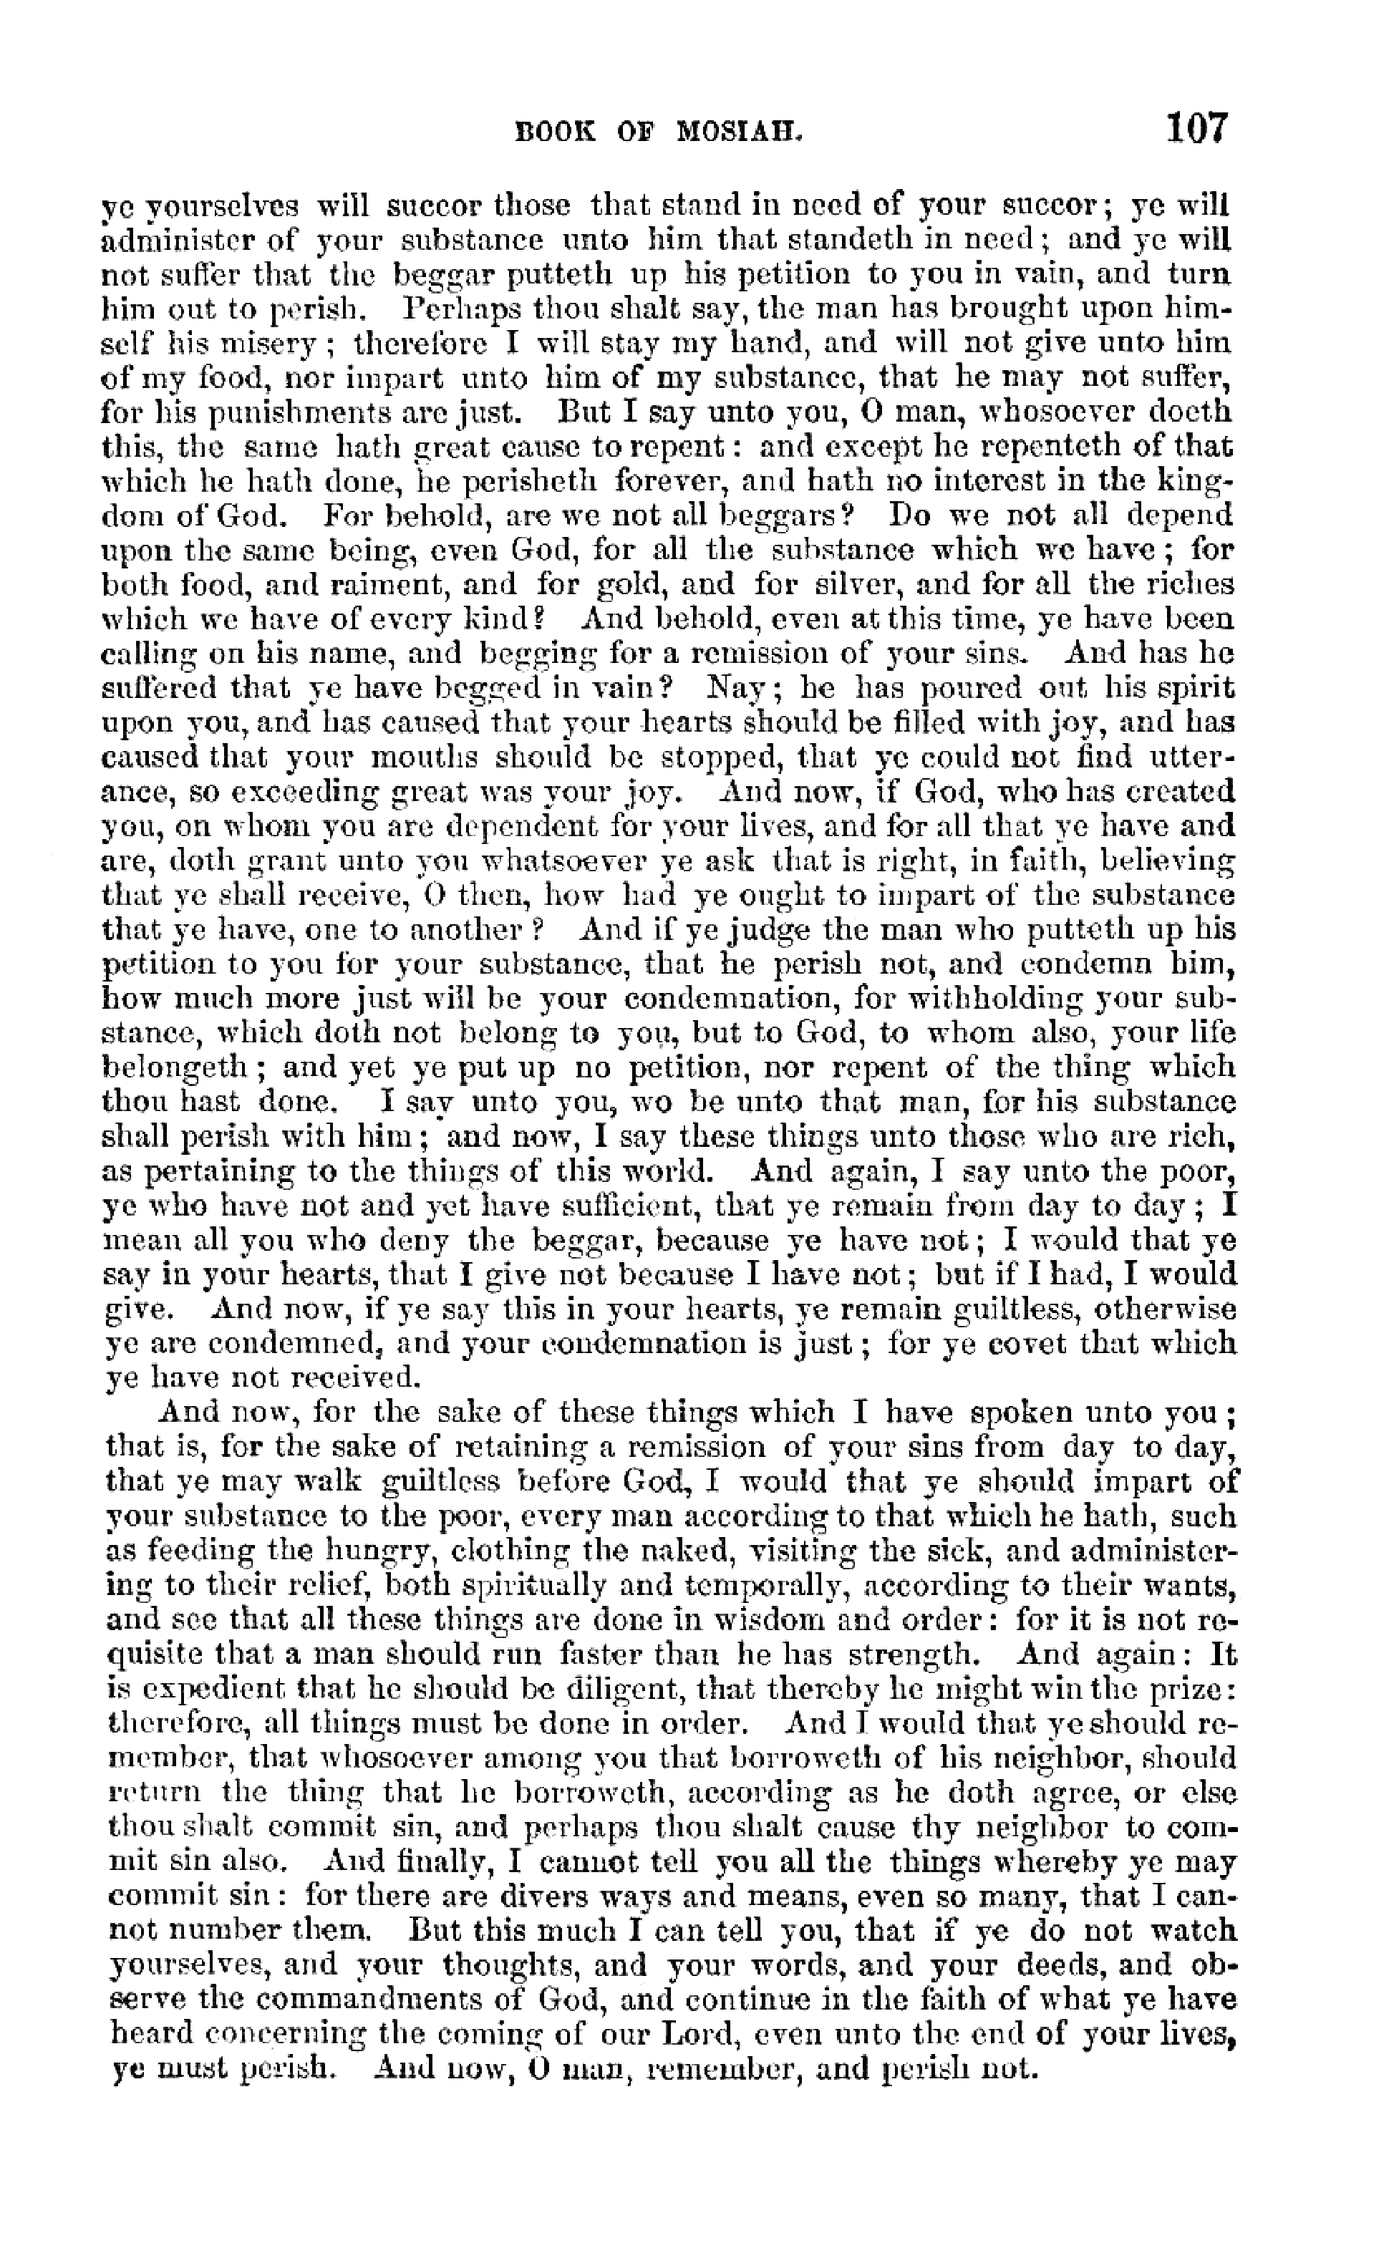 BOOK OF MOSIAH. 107
ye yourselves will succor those that stand in need of your succor; ye will
administer of your substance unto him that standeth in need; and ye will
not suffer that the beggar putteth up his petition to you in vain, and turn
him out to perish. Perhaps thou shalt say, the man has brought upon him-
self his misery; therefore I will stay my hand, and will not give unto him
of my food, nor impart unto him of my substance, that he may not suffer,
for his punishments are just. But I say unto you, O man, whosoever doeth
this, the same hath great cause to repent: and except he repenteth of that
which he hath done, he perisheth forever, and hath no interest in the king-
dom of God. For behold, are we not all beggars? Do we not all depend
upon the same being, even God, for all the substance which we have; for
both food, and raiment, and for gold, and for silver, and for all the riches
which we have of every kind? And behold, even at this time, ye have been
calling on his name, and begging for a remission of your sins. And has he
suffered that ye have begged in vain? Nay; he has poured out his spirit
upon you, and has caused that your hearts should be filled with joy, and has
caused that your mouths should be stopped, that ye could not find utter-
ance, so exceeding great was your joy. And now, if God, who has created
you, on whom you are dependent for your lives, and for all that ye have and
are, doth grant unto you whatsoever ye ask that is right, in faith, believing
that ye shall receive, O then, how had ye ought to impart of the substance
that ye have, one to another? And if ye judge the man who putteth up his
petition to you for your substance, that he perish not, and condemn him,
how much more just will be your condemnation, for withholding your sub-
stance, which doth not belong to you, but to God, to whom also, your life
belongeth; and yet ye put up no petition, nor repent of the thing which
thou hast done. I say unto you, wo be unto that man, for his substance
shall perish with him; and now, I say these things unto those who are rich,
as pertaining to the things of this world. And again, I say unto the poor,
ye who have not and yet have sufficient, that ye remain from day to day; I
mean all you who deny the beggar, because ye have not; I would that ye
say in your hearts, that I give not because I have not; but if I had, I would
give. And now, if ye say this in your hearts, ye remain guiltless, otherwise
ye are condemned, and your condemnation is just; for ye covet that which
ye have not received.
And now, for the sake of these things which I have spoken unto you;
that is, for the sake of retaining a remission of your sins from day to day,
that ye may walk guiltless before God, I would that ye should impart of
your substance to the poor, every man according to that which he hath, such
as feeding the hungry, clothing the naked, visiting the sick, and administer-
ing to their relief, both spiritually and temporally, according to their wants,
and see that all these things are done in wisdom and order: for it is not re-
quisite that a man should run faster than he has strength. And again: It
is expedient that he should be diligent, that thereby he might win the prize:
therefore, all things must be done in order. And I would that ye should re-
member, that whosoever among you that borroweth of his neighbor, should
return the thing that he borroweth, according as he doth agree, or else
thou shalt commit sin, and perhaps thou shalt cause thy neighbor to com-
mit sin also. And finally, I cannot tell you all the things whereby ye may
commit sin: for there are divers ways and means, even so many, that I can-
not number them. But this much I can tell you, that if ye do not watch
yourselves, and your thoughts, and your words, and your deeds, and ob-
serve the commandments of God, and continue in the faith of what ye have
heard concerning the coming of our Lord, even unto the end of your lives,
ye must perish. And now, O man, remember, and perish not.